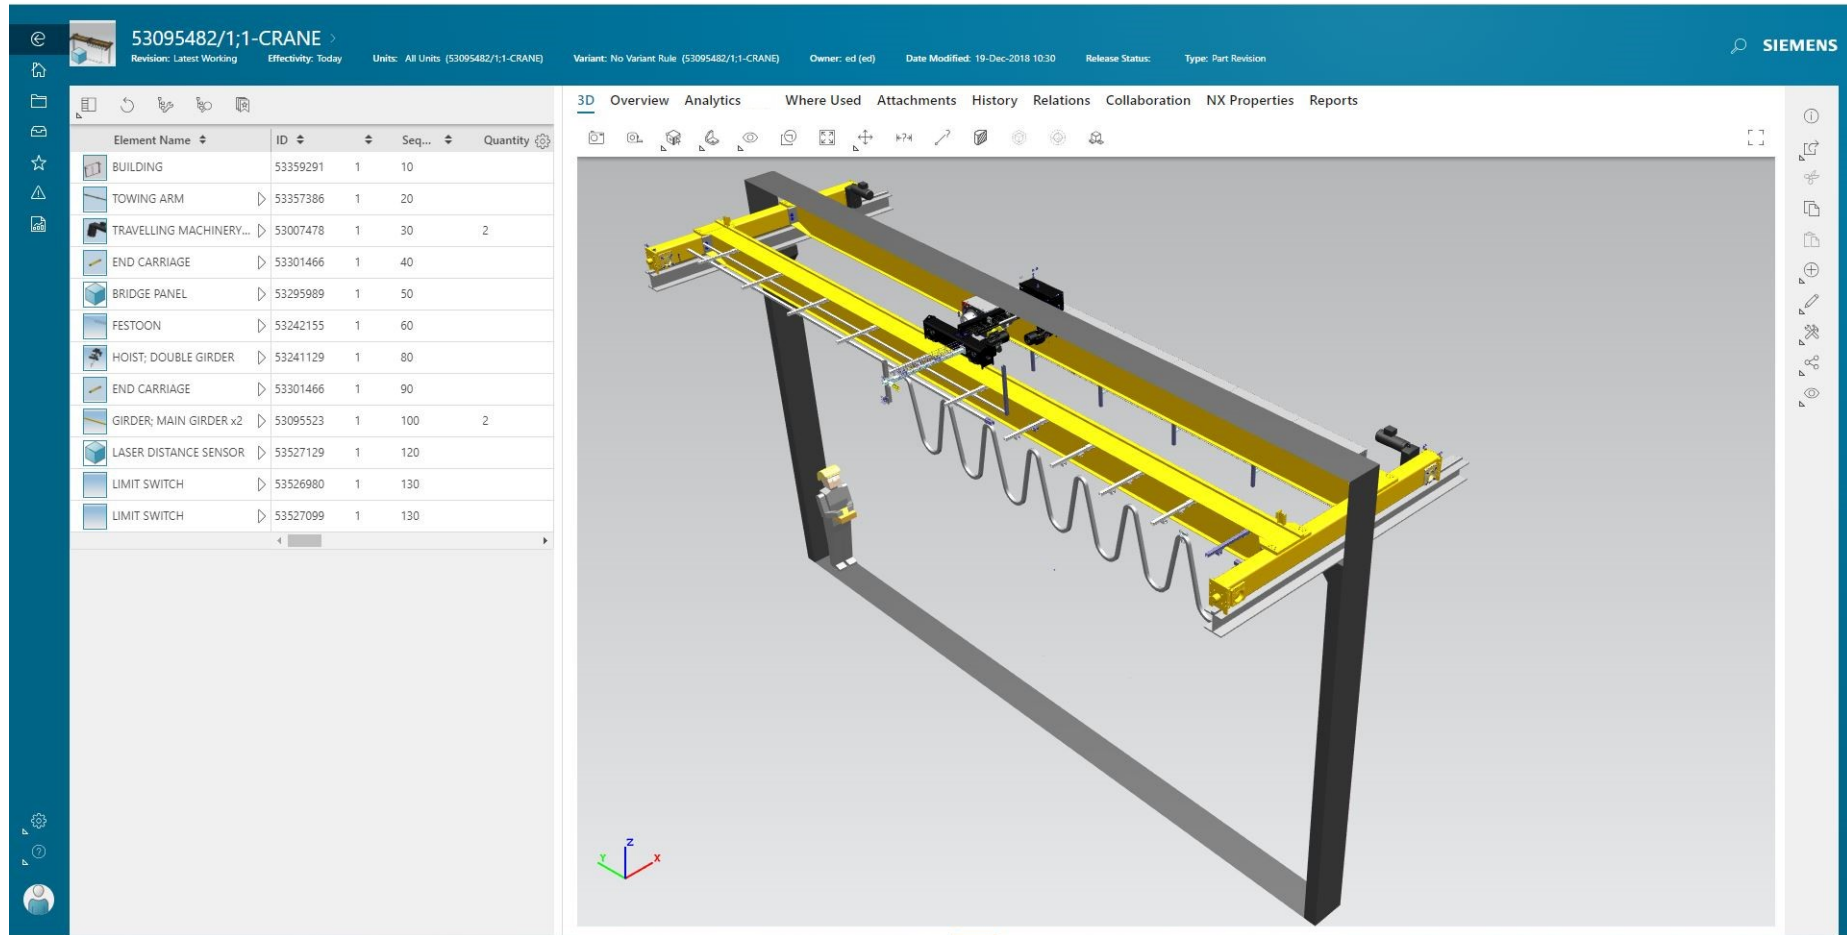 53095482/1;1-CRANE
Revision: Latest Working Effectivity: Today Units: All Units (53095482/1;1-CRANE) Variant: No Variant Rule (53095482/1;1-CRANE) Owner: ed (ed) Date Modified: 19-Dec-2018 10:30 Release Status: Type: Part Revision
SIEMENS
3D Overview Analytics Where Used Attachments History Relations Collaboration NX Properties Reports
Element Name ID Seq... Quantity
BUILDING 53359291 1 10
TOWING ARM 53357386 1 20
TRAVELLING MACHINERY... 53007478 1 30 2
END CARRIAGE 53301466 1 40
BRIDGE PANEL 53295989 1 50
FESTOON 53242155 1 60
HOIST; DOUBLE GIRDER 53241129 1 80
END CARRIAGE 53301466 1 90
GIRDER; MAIN GIRDER x2 53095523 1 100 2
LASER DISTANCE SENSOR 53527129 1 120
LIMIT SWITCH 53526980 1 130
LIMIT SWITCH 53527099 1 130
Z
Y X